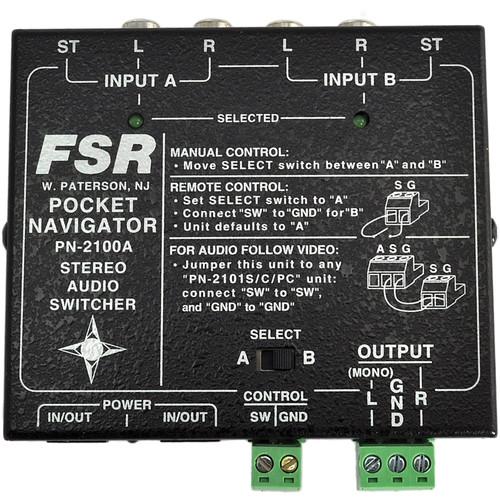 ST L R L R ST
INPUT A INPUT B
SELECTED
FSR
W. PATERSON, NJ
POCKET
NAVIGATOR
PN-2100A
STEREO
AUDIO
SWITCHER
MANUAL CONTROL:
• Move SELECT switch between "A" and "B"
REMOTE CONTROL:
• Set SELECT switch to "A"
• Connect "SW" to "GND" for "B"
• Unit defaults to "A"
S G
FOR AUDIO FOLLOW VIDEO:
• Jumper this unit to any
"PN-2101S/C/PC" unit:
connect "SW" to "SW",
and "GND" to "GND"
A S G
S G
SELECT
A B
OUTPUT
(MONO)
L GND R
POWER
IN/OUT IN/OUT
CONTROL
SW GND